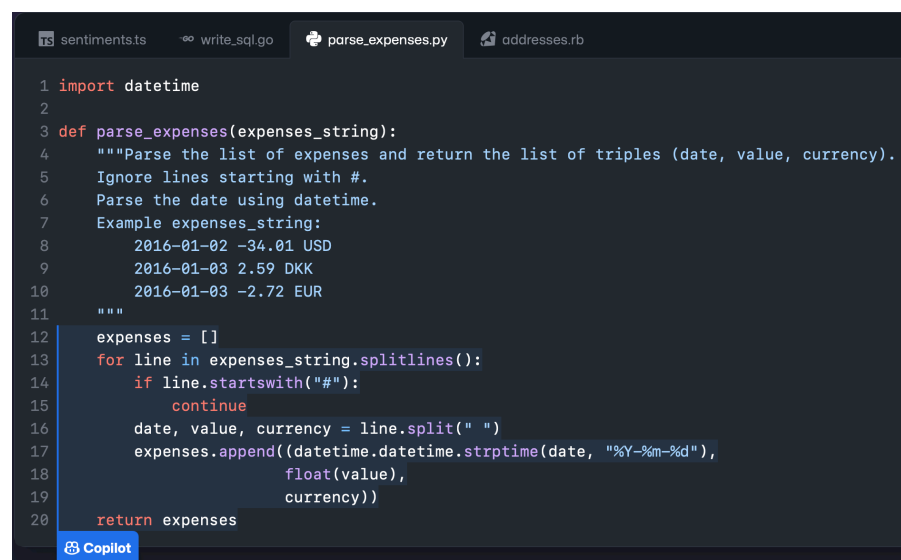 sentiments.ts write_sql.go parse_expenses.py addresses.rb
1 import datetime
2
3 def parse_expenses(expenses_string):
4     """Parse the list of expenses and return the list of triples (date, value, currency).
5     Ignore lines starting with #.
6     Parse the date using datetime.
7     Example expenses_string:
8         2016-01-02 -34.01 USD
9         2016-01-03 2.59 DKK
10         2016-01-03 -2.72 EUR
11     """
12     expenses = []
13     for line in expenses_string.splitlines():
14         if line.startswith("#"):
15             continue
16         date, value, currency = line.split(" ")
17         expenses.append((datetime.datetime.strptime(date, "%Y-%m-%d"),
18                         float(value),
19                         currency))
20     return expenses
Copilot